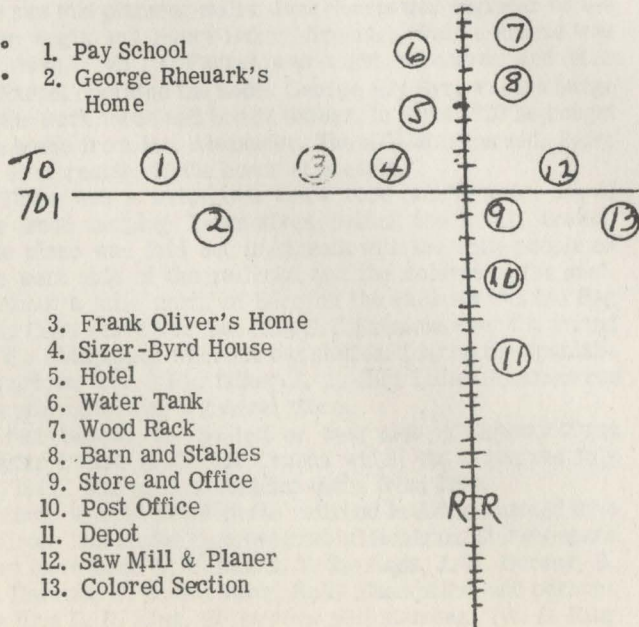 1. Pay School
2. George Rheuark's
Home
6
7
8
5
TO
701
1
3
4
12
2
9
13
10
11
3. Frank Oliver's Home
4. Sizer-Byrd House
5. Hotel
6. Water Tank
7. Wood Rack
8. Barn and Stables
9. Store and Office
10. Post Office
11. Depot
12. Saw Mill & Planer
13. Colored Section
RR